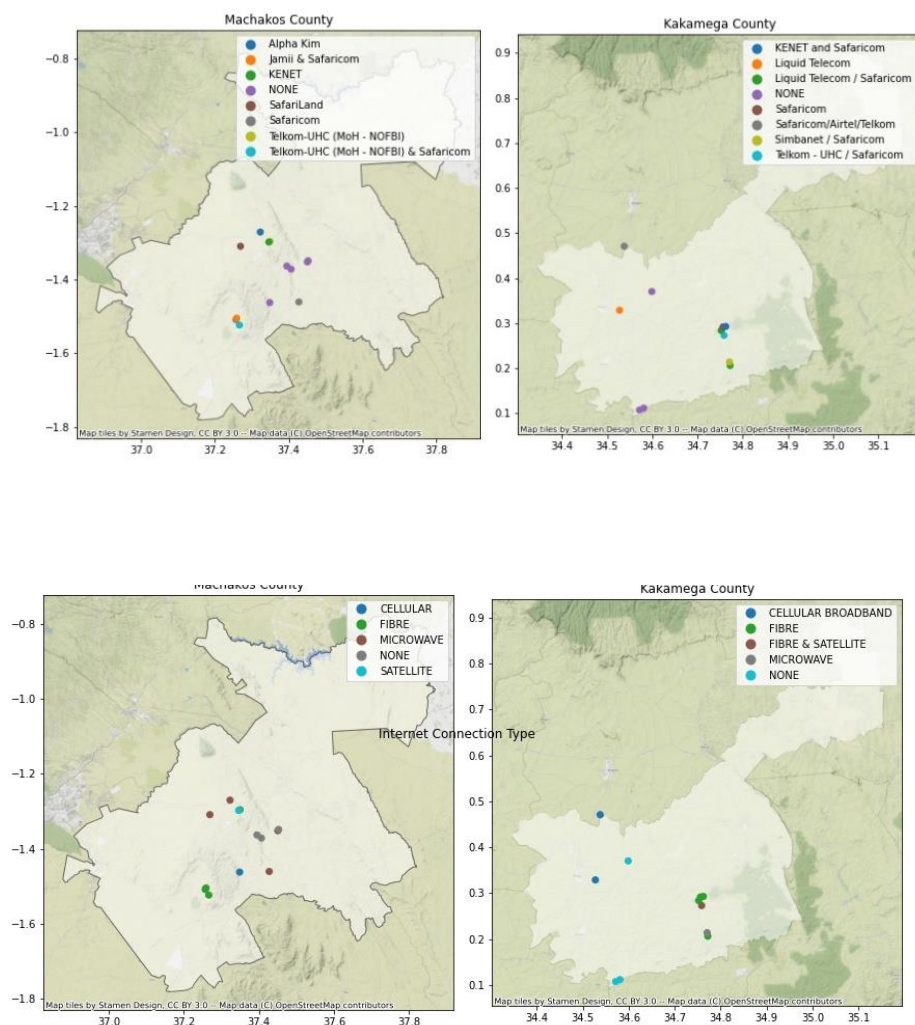 Machakos County
Alpha Kim
Jamii & Safaricom
KENET
NONE
SafariLand
Safaricom
Telkom-UHC (MoH - NOFBI)
Telkom-UHC (MoH - NOFBI) & Safaricom
−0.8
−1.0
−1.2
−1.4
−1.6
−1.8
Map tiles by Stamen Design, CC BY 3.0 -- Map data (C) OpenStreetMap contributors
37.0 37.2 37.4 37.6 37.8
Kakamega County
KENET and Safaricom
Liquid Telecom
Liquid Telecom / Safaricom
NONE
Safaricom
Safaricom/Airtel/Telkom
Simbanet / Safaricom
Telkom - UHC / Safaricom
0.9
0.8
0.7
0.6
0.5
0.4
0.3
0.2
0.1
Map tiles by Stamen Design, CC BY 3.0 -- Map data (C) OpenStreetMap contributors
34.4 34.5 34.6 34.7 34.8 34.9 35.0 35.1
Machakos County
CELLULAR
FIBRE
MICROWAVE
NONE
SATELLITE
−0.8
−1.0
−1.2
−1.4
−1.6
−1.8
Map tiles by Stamen Design, CC BY 3.0 -- Map data (C) OpenStreetMap contributors
37.0 37.2 37.4 37.6 37.8
Internet Connection Type
Kakamega County
CELLULAR BROADBAND
FIBRE
FIBRE & SATELLITE
MICROWAVE
NONE
0.9
0.8
0.7
0.6
0.5
0.4
0.3
0.2
0.1
Map tiles by Stamen Design, CC BY 3.0 -- Map data (C) OpenStreetMap contributors
34.4 34.5 34.6 34.7 34.8 34.9 35.0 35.1